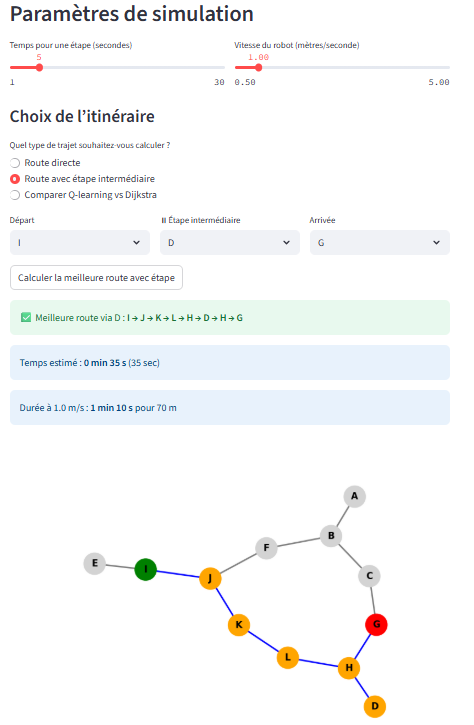 Paramètres de simulation
Temps pour une étape (secondes) Vitesse du robot (mètres/seconde)
5 1.00
1 30 0.50 5.00
Choix de l'itinéraire
Quel type de trajet souhaitez-vous calculer ?
Route directe
Route avec étape intermédiaire
Comparer Q-learning vs Dijkstra
Départ ⏸ Étape intermédiaire Arrivée
I D G
Calculer la meilleure route avec étape
✅ Meilleure route via D : I → J → K → L → H → D → H → G
Temps estimé : 0 min 35 s (35 sec)
Durée à 1.0 m/s : 1 min 10 s pour 70 m
A
B
F
E
I
J
C
K
G
L
H
D